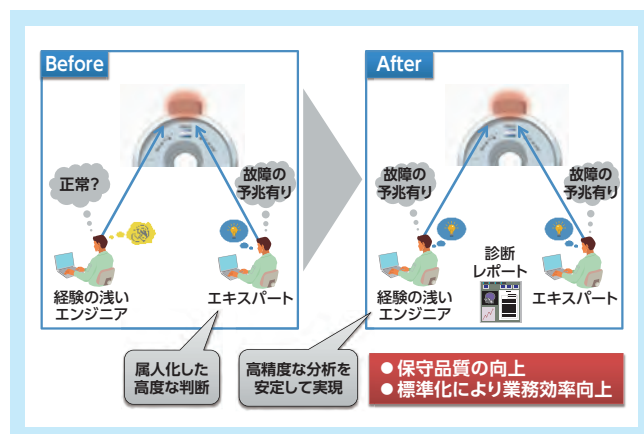 Before
正常?
故障の
予兆有り
経験の浅い
エンジニア
エキスパート
属人化した
高度な判断
After
故障の
予兆有り
故障の
予兆有り
診断
レポート
経験の浅い
エンジニア
エキスパート
高精度な分析を
安定して実現
●保守品質の向上
●標準化により業務効率向上